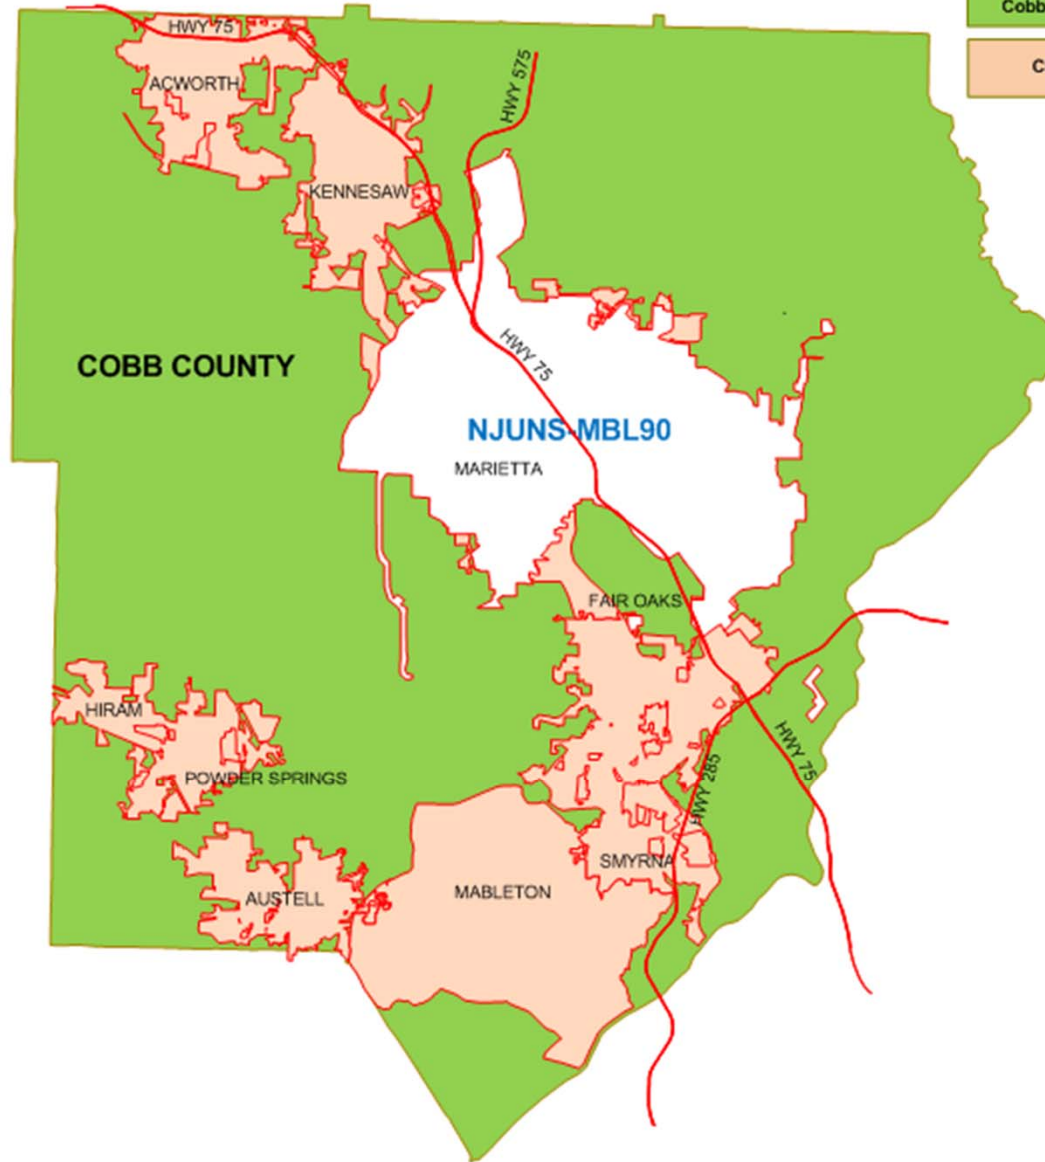 Cobb
C
HWY 75
HWY 575
ACWORTH
KENNESAW
HWY 75
COBB COUNTY
NJUNS-MBL90
MARIETTA
FAIR OAKS
HIRAM
HWY 75
POWDER SPRINGS
HWY 285
SMYRNA
MABLETON
AUSTELL